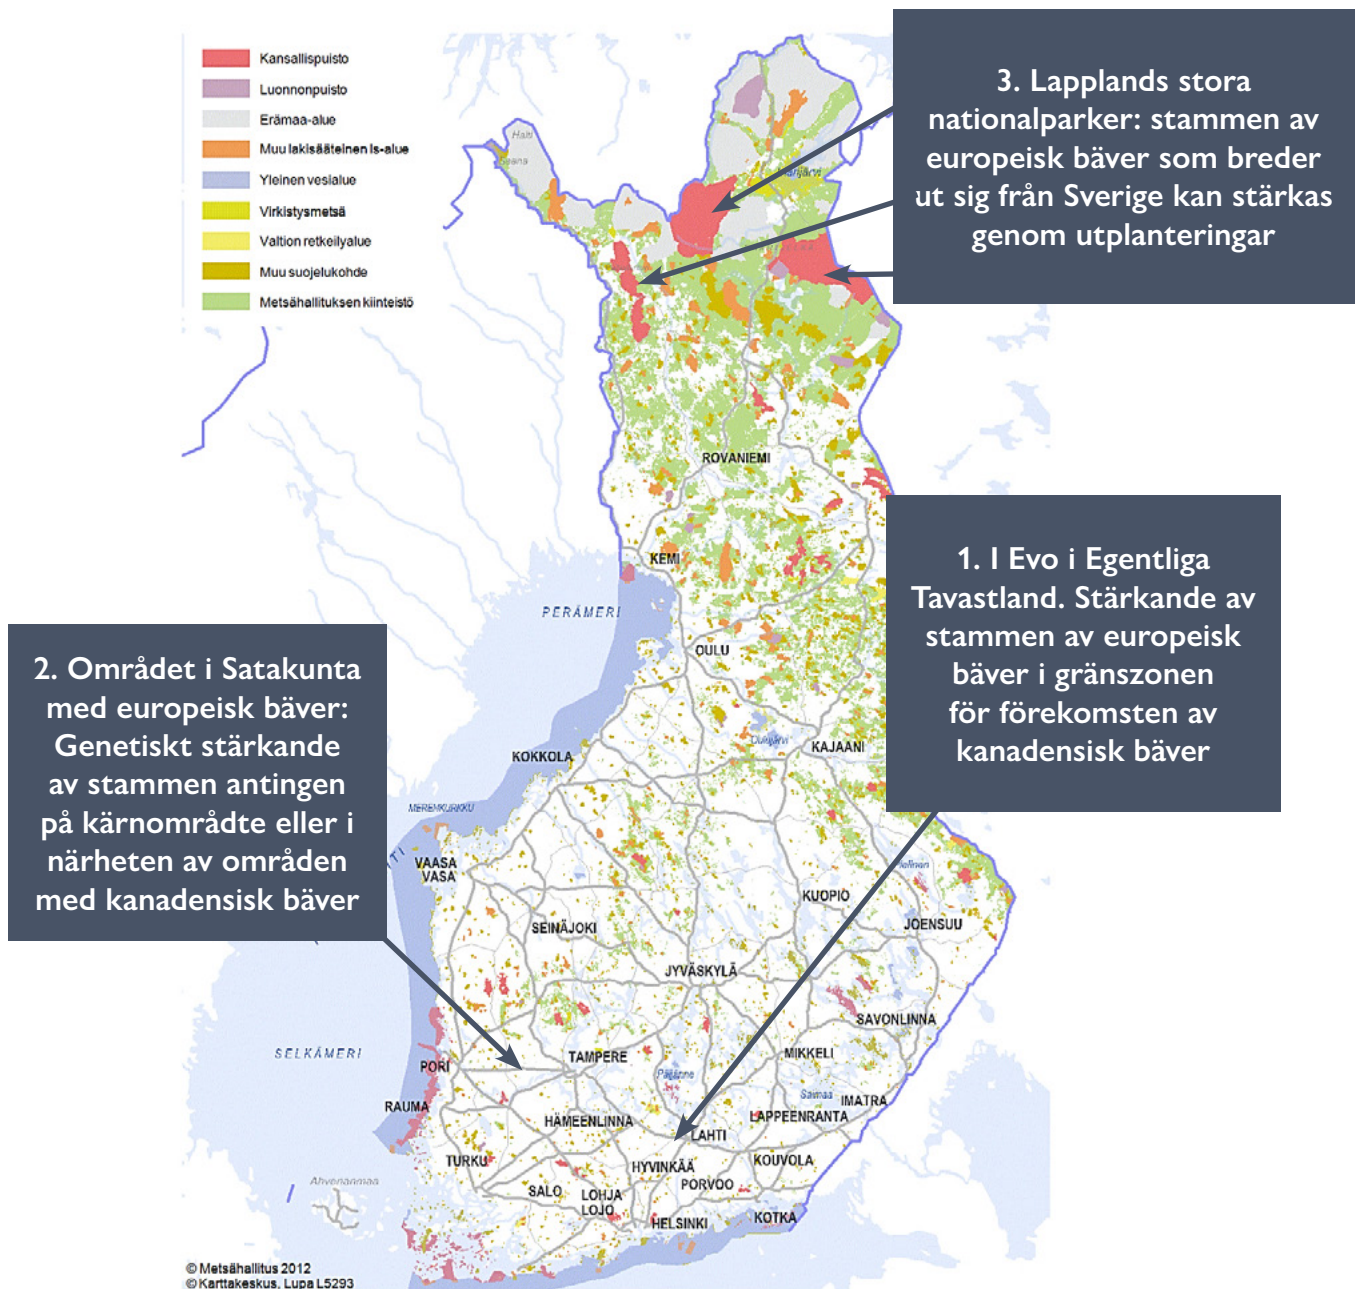 Kansallispuisto
Luonnonpuisto
Erämaa-alue
Muu lakisääteinen ls-alue
Yleinen vesialue
Virkistysmetsä
Valtion retkeilyalue
Muu suojelukohde
Metsähallituksen kiinteistö
3. Lapplands stora
nationalparker: stammen av
europeisk bäver som breder
ut sig från Sverige kan stärkas
genom utplanteringar
Halti
Saana
ROVANIEMI
KEMI
1. I Evo i Egentliga
Tavastland. Stärkande av
stammen av europeisk
bäver i gränszonen
för förekomsten av
kanadensisk bäver
PERÄMERI
OULU
2. Området i Satakunta
med europeisk bäver:
Genetiskt stärkande
av stammen antingen
på kärnområdte eller i
närheten av områden
med kanadensisk bäver
Oulujärvi
KAJAANI
KOKKOLA
MERENKURKKU
VAASA
VASA
Pielinen
KUOPIO
SEINÄJOKI
JOENSUU
JYVÄSKYLÄ
SAVONLINNA
SELKÄMERI
TAMPERE
MIKKELI
PORI
Päijänne
Saimaa
IMATRA
RAUMA
HÄMEENLINNA
LAPPEENRANTA
LAHTI
TURKU
HYVINKÄÄ
KOUVOLA
Ahvenanmaa
SALO
LOHJA
LOJO
PORVOO
HELSINKI
KOTKA
© Metsähallitus 2012
© Karttakeskus, Lupa L5293